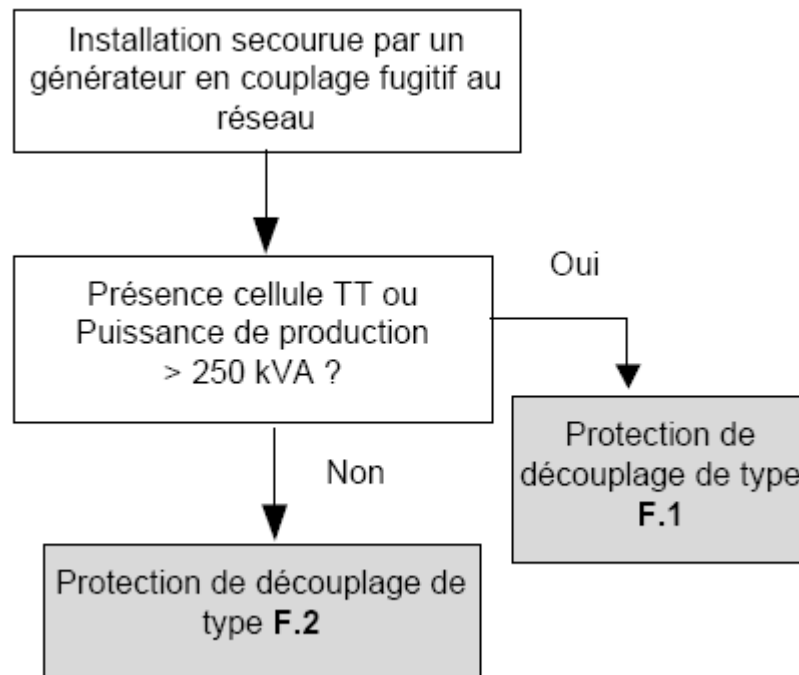 Installation secourue par un
générateur en couplage fugitif au
réseau
Présence cellule TT ou
Puissance de production
> 250 kVA ?
Oui
Protection de
découplage de type
F.1
Non
Protection de découplage de
type F.2